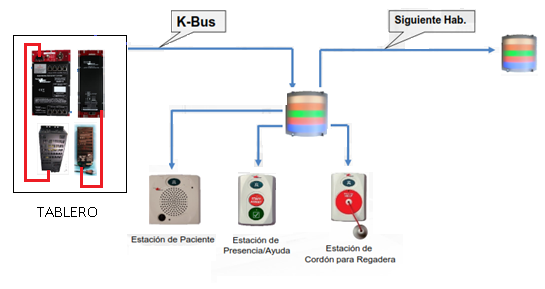 K-Bus
Siguiente Hab.
TABLERO
Estación de Paciente
Estación de
Presencia/Ayuda
Estación de
Cordón para Regadera